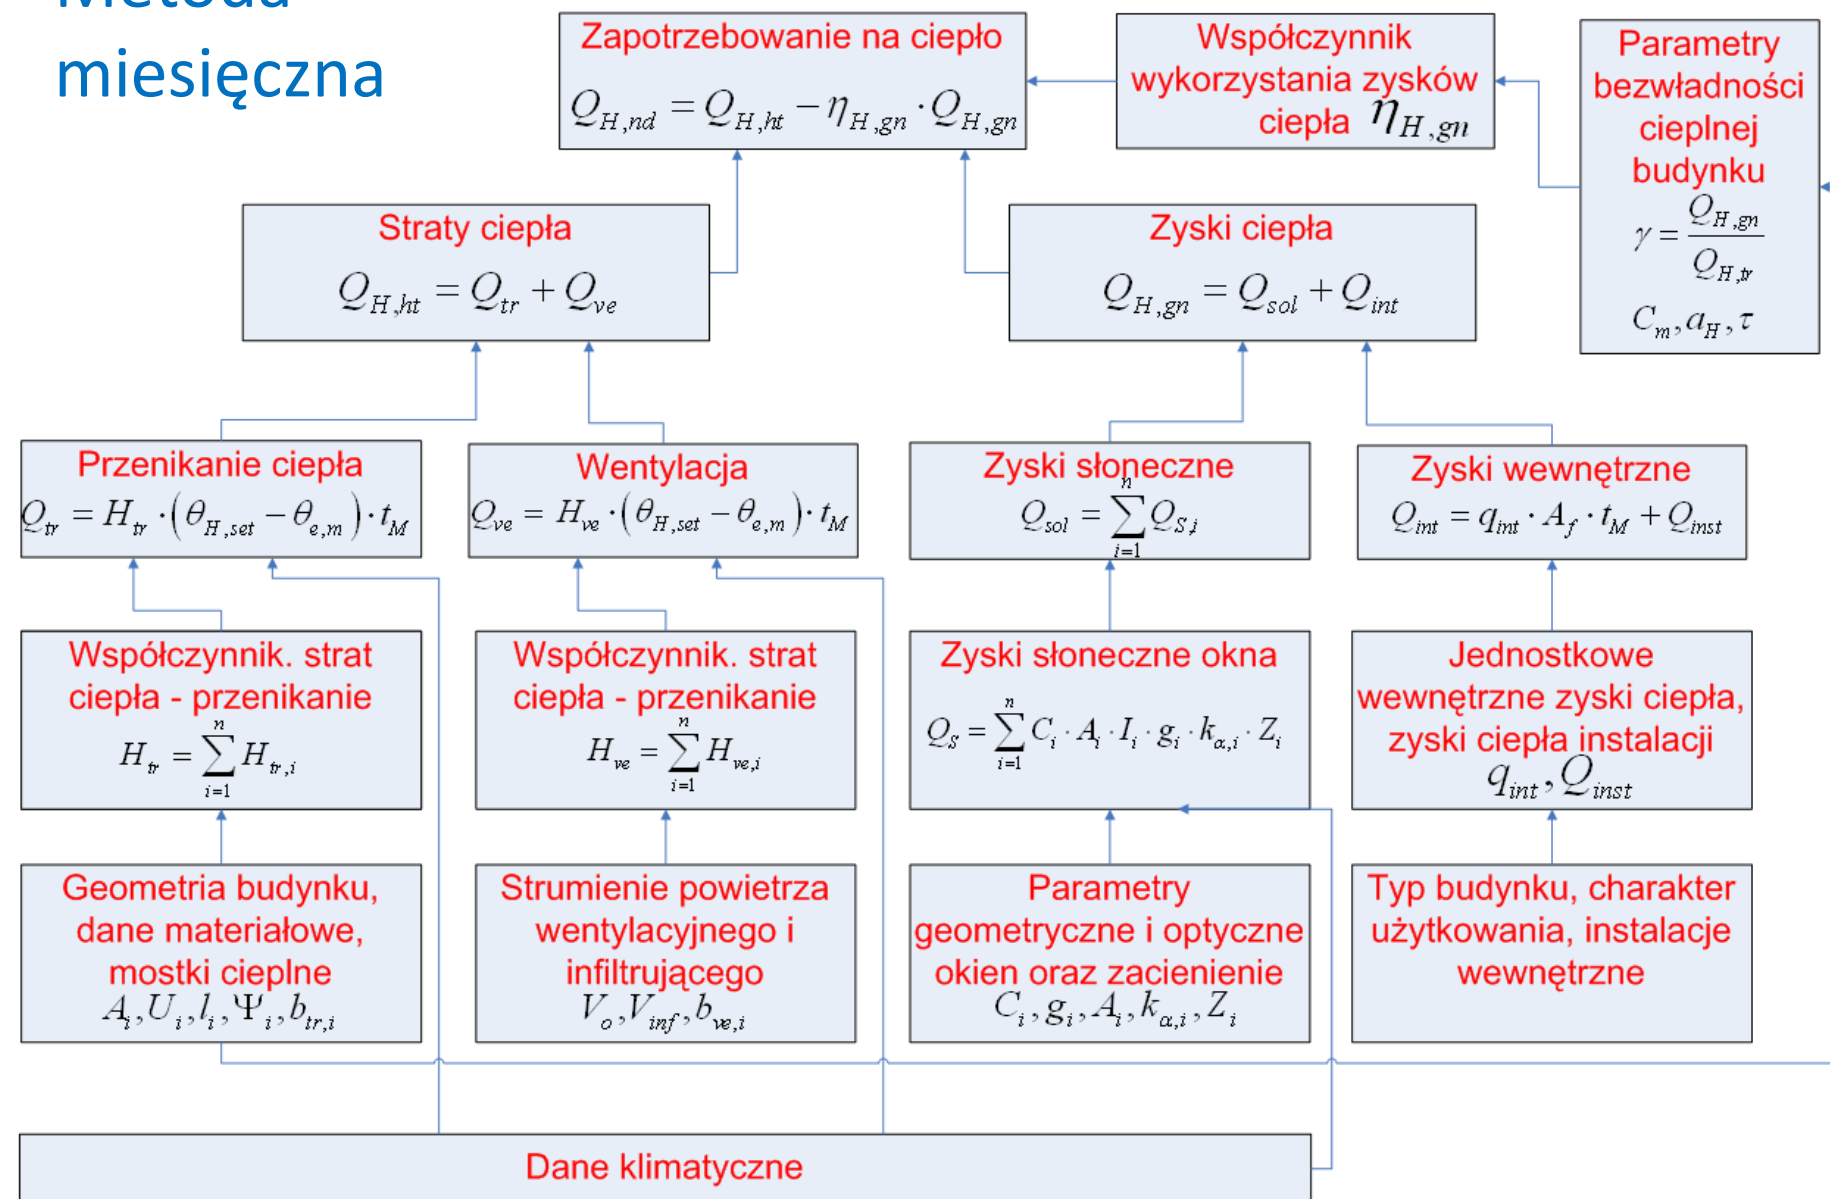 Metoda
miesięczna
Zapotrzebowanie na ciepło
Q_{H,nd} = Q_{H,ht} − η_{H,gn} · Q_{H,gn}
Współczynnik
wykorzystania zysków
ciepła η_{H,gn}
Parametry
bezwładności
cieplnej
budynku
γ = Q_{H,gn} / Q_{H,tr}
C_m, a_H, τ
Straty ciepła
Q_{H,ht} = Q_{tr} + Q_{ve}
Zyski ciepła
Q_{H,gn} = Q_{sol} + Q_{int}
Przenikanie ciepła
Q_{tr} = H_{tr} · (θ_{H,set} − θ_{e,m}) · t_M
Wentylacja
Q_{ve} = H_{ve} · (θ_{H,set} − θ_{e,m}) · t_M
Zyski słoneczne
Q_{sol} = ∑_{i=1}^{n} Q_{S,i}
Zyski wewnętrzne
Q_{int} = q_{int} · A_f · t_M + Q_{inst}
Współczynnik. strat
ciepła - przenikanie
H_{tr} = ∑_{i=1}^{n} H_{tr,i}
Współczynnik. strat
ciepła - przenikanie
H_{ve} = ∑_{i=1}^{n} H_{ve,i}
Zyski słoneczne okna
Q_S = ∑_{i=1}^{n} C_i · A_i · I_i · g_i · k_{α,i} · Z_i
Jednostkowe
wewnętrzne zyski ciepła,
zyski ciepła instalacji
q_{int}, Q_{inst}
Geometria budynku,
dane materiałowe,
mostki cieplne
A_i, U_i, l_i, Ψ_i, b_{tr,i}
Strumienie powietrza
wentylacyjnego i
infiltrującego
V_o, V_{inf}, b_{ve,i}
Parametry
geometryczne i optyczne
okien oraz zacienienie
C_i, g_i, A_i, k_{α,i}, Z_i
Typ budynku, charakter
użytkowania, instalacje
wewnętrzne
Dane klimatyczne